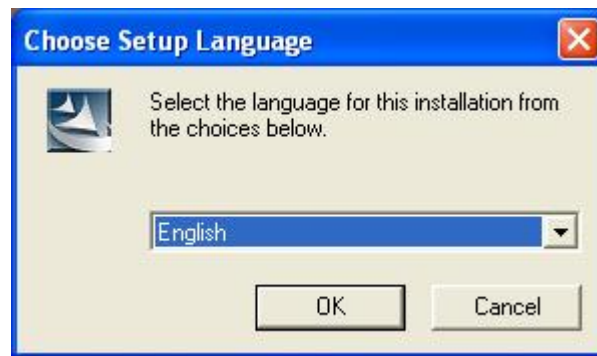 Choose Setup Language
Select the language for this installation from
the choices below.
English
OK
Cancel